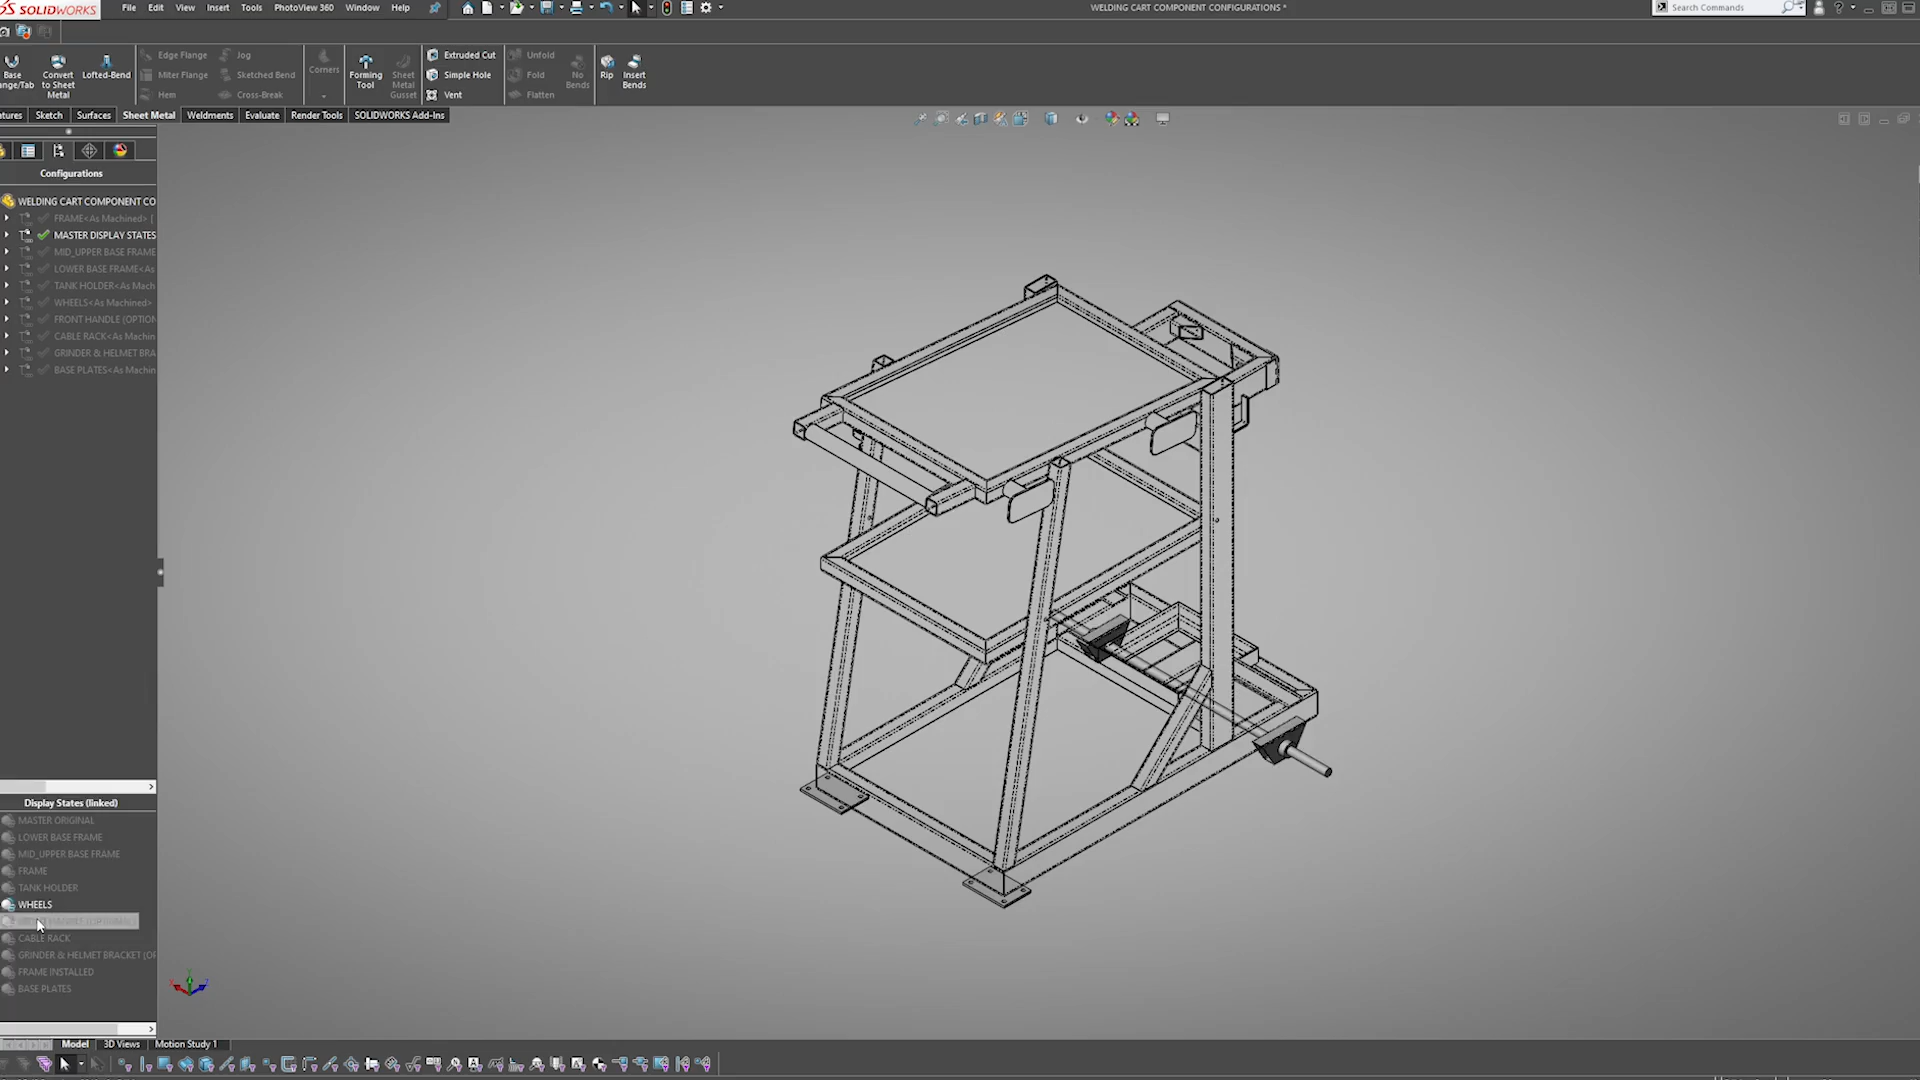 SOLIDWORKS File Edit View Insert Tools PhotoView 360 Window Help WELDING CART COMPONENT CONFIGURATIONS * Search Commands
Edge Flange Jog Extruded Cut Unfold
Base Convert Lofted-Bend Miter Flange Sketched Bend Corners Forming Sheet Simple Hole Fold No Rip Insert
ange/Tab to Sheet Tool Metal Bends Bends
Metal Hem Cross-Break Gusset Vent Flatten
atures Sketch Surfaces Sheet Metal Weldments Evaluate Render Tools SOLIDWORKS Add-Ins
Configurations
WELDING CART COMPONENT CO
FRAME<As Machined> [
MASTER DISPLAY STATES
MID_UPPER BASE FRAME
LOWER BASE FRAME<As
TANK HOLDER<As Mach
WHEELS<As Machined>
FRONT HANDLE (OPTION
CABLE RACK<As Machin
GRINDER & HELMET BRA
BASE PLATES<As Machin
Display States (linked)
MASTER ORIGINAL
LOWER BASE FRAME
MID_UPPER BASE FRAME
FRAME
TANK HOLDER
WHEELS
CABLE RACK
GRINDER & HELMET BRACKET (OP
FRAME INSTALLED
BASE PLATES
Model 3D Views Motion Study 1